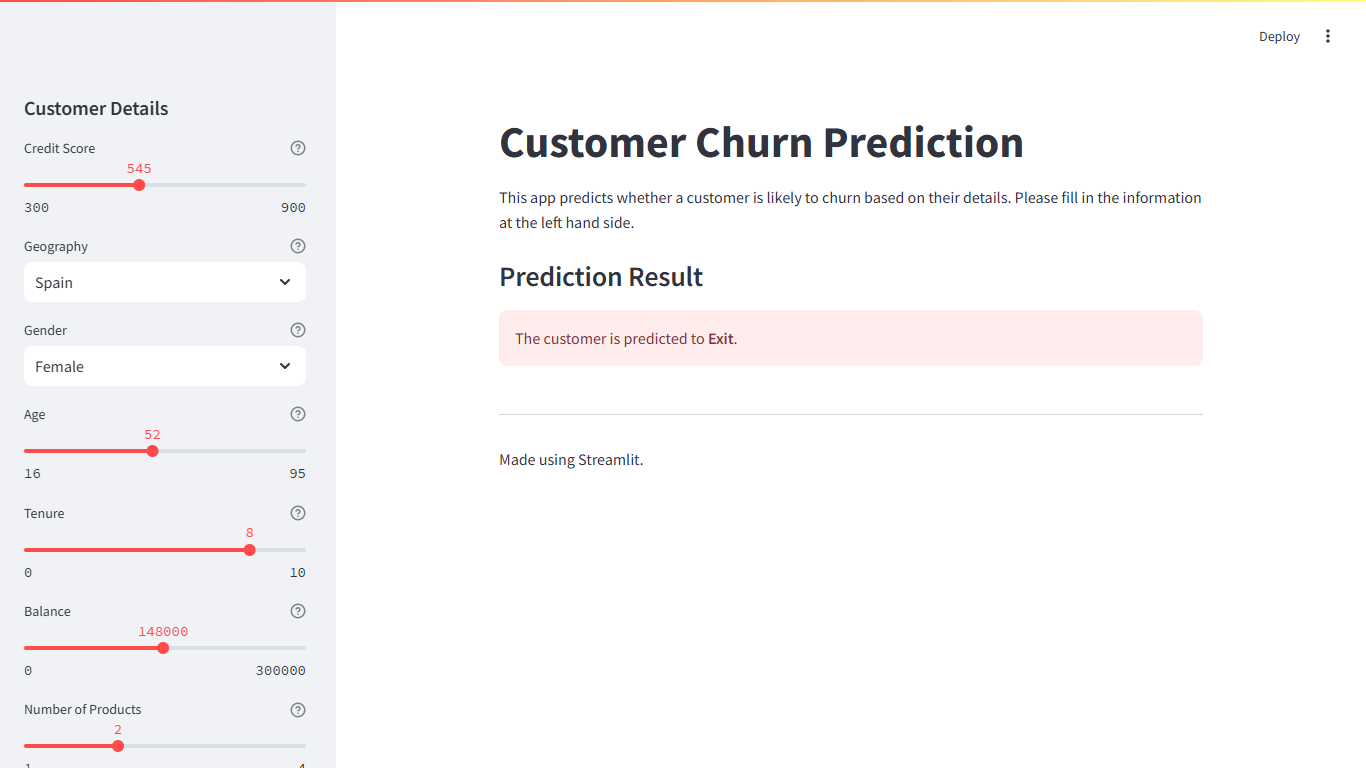 Deploy
Customer Details
Credit Score
545
300 900
Geography
Spain
Gender
Female
Age
52
16 95
Tenure
8
0 10
Balance
148000
0 300000
Number of Products
2
1 4
Customer Churn Prediction
This app predicts whether a customer is likely to churn based on their details. Please fill in the information
at the left hand side.
Prediction Result
The customer is predicted to Exit.
Made using Streamlit.